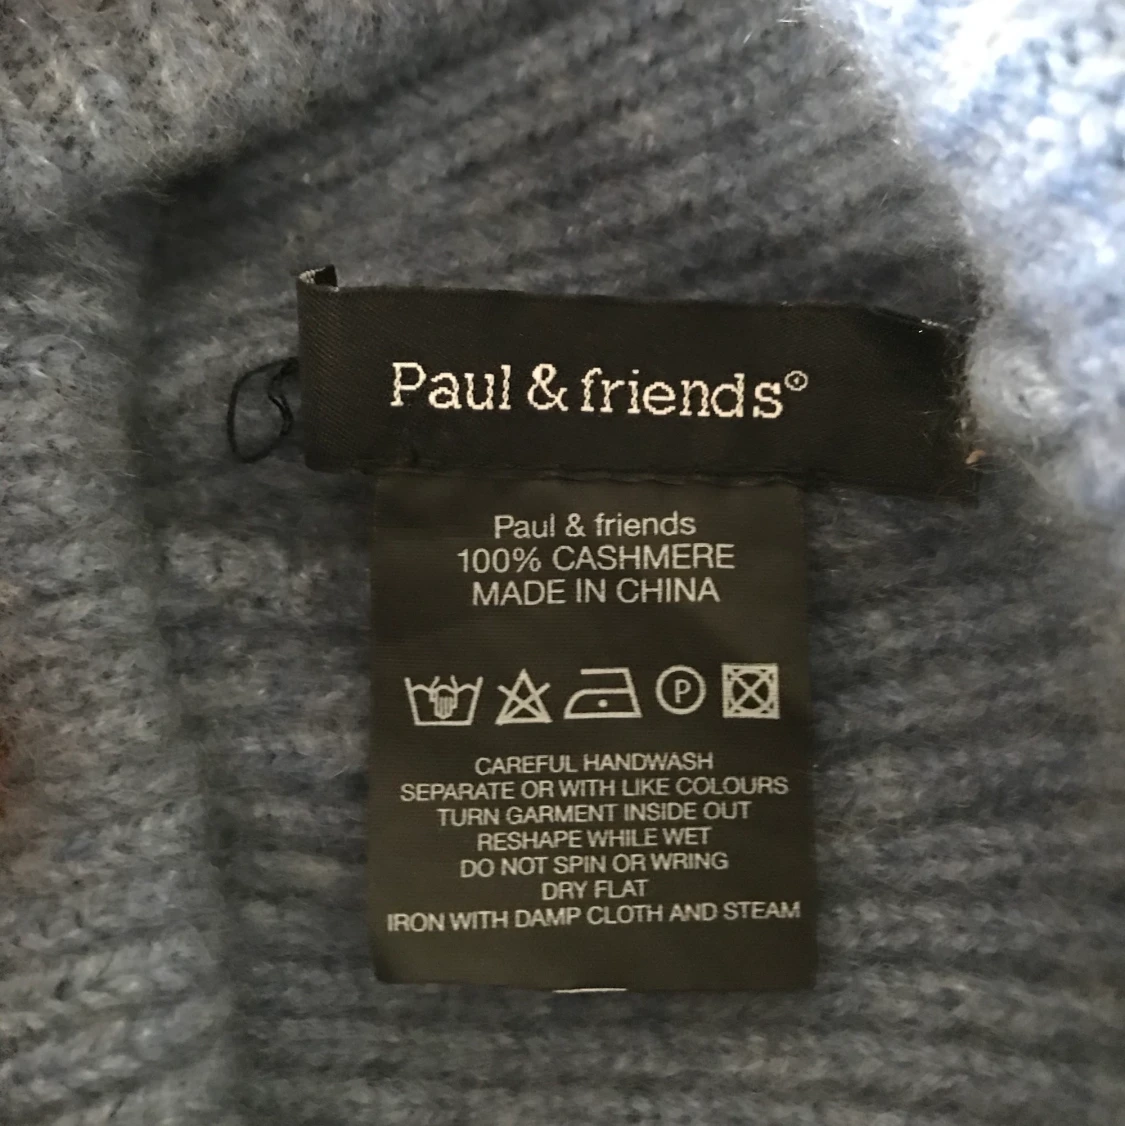 Paul & friends®
Paul & friends
100% CASHMERE
MADE IN CHINA
P
CAREFUL HANDWASH
SEPARATE OR WITH LIKE COLOURS
TURN GARMENT INSIDE OUT
RESHAPE WHILE WET
DO NOT SPIN OR WRING
DRY FLAT
IRON WITH DAMP CLOTH AND STEAM